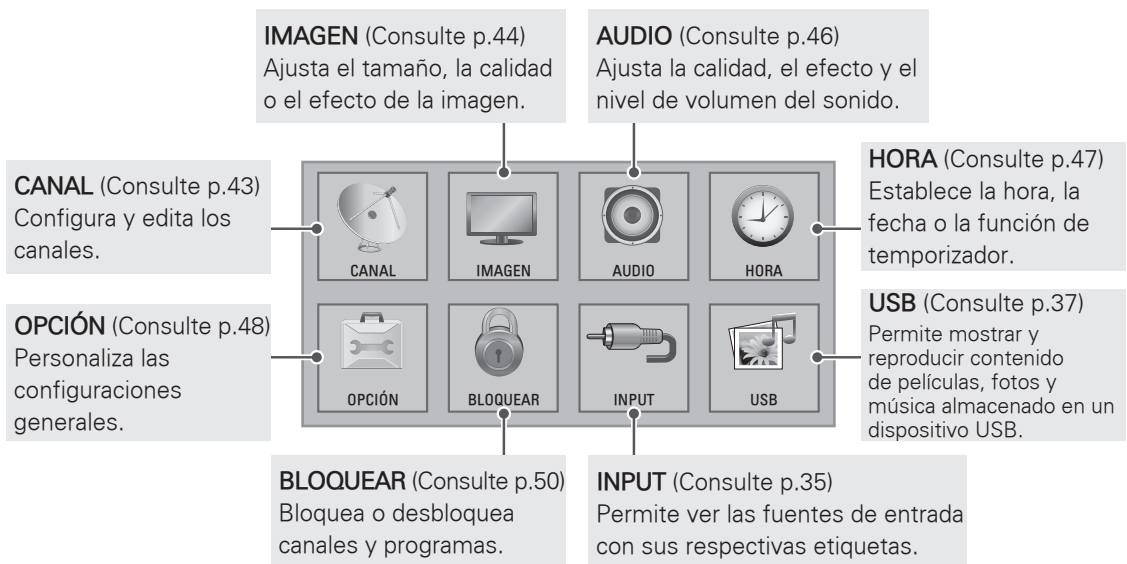 IMAGEN (Consulte p.44)
Ajusta el tamaño, la calidad
o el efecto de la imagen.
AUDIO (Consulte p.46)
Ajusta la calidad, el efecto y el
nivel de volumen del sonido.
CANAL (Consulte p.43)
Configura y edita los
canales.
HORA (Consulte p.47)
Establece la hora, la
fecha o la función de
temporizador.
CANAL
IMAGEN
AUDIO
HORA
OPCIÓN (Consulte p.48)
Personaliza las
configuraciones
generales.
USB (Consulte p.37)
Permite mostrar y
reproducir contenido
de películas, fotos y
música almacenado en un
dispositivo USB.
OPCIÓN
BLOQUEAR
INPUT
USB
BLOQUEAR (Consulte p.50)
Bloquea o desbloquea
canales y programas.
INPUT (Consulte p.35)
Permite ver las fuentes de entrada
con sus respectivas etiquetas.